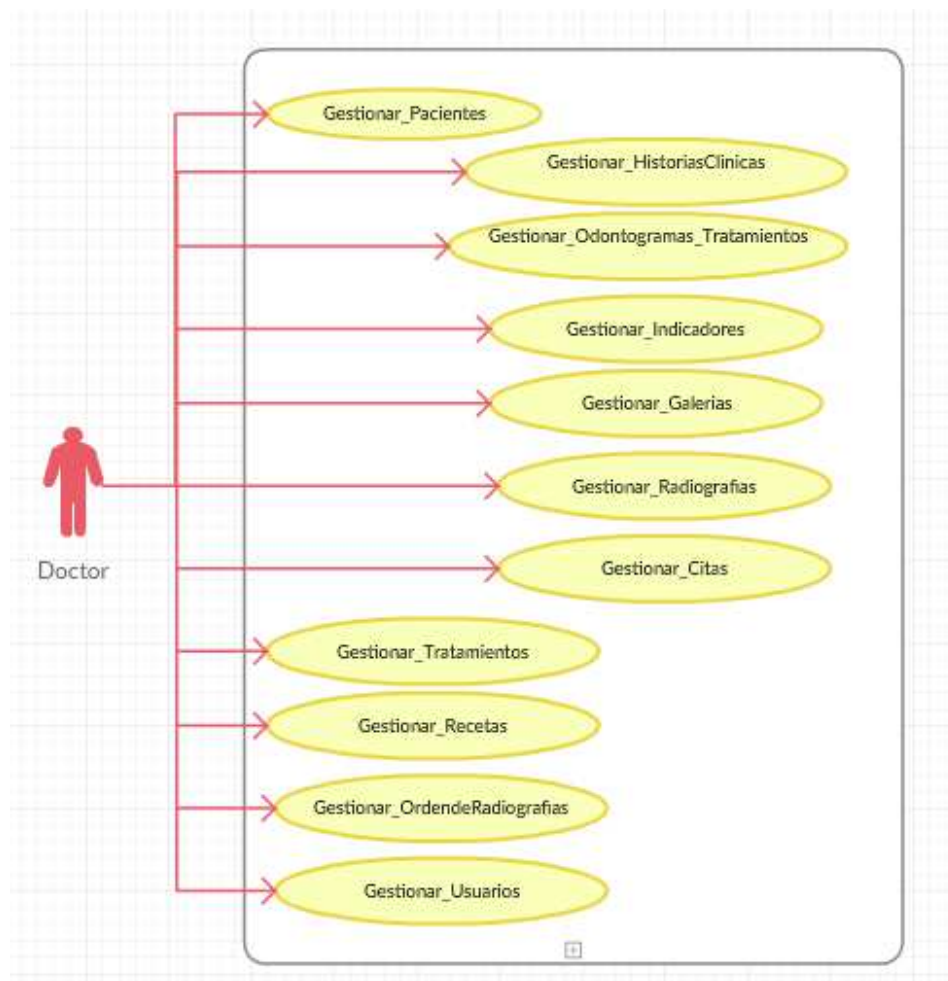 Gestionar_Pacientes
Gestionar_HistoriasClinicas
Gestionar_Odontogramas_Tratamientos
Gestionar_Indicadores
Gestionar_Galerias
Gestionar_Radiografias
Doctor
Gestionar_Citas
Gestionar_Tratamientos
Gestionar_Recetas
Gestionar_OrdendeRadiografias
Gestionar_Usuarios